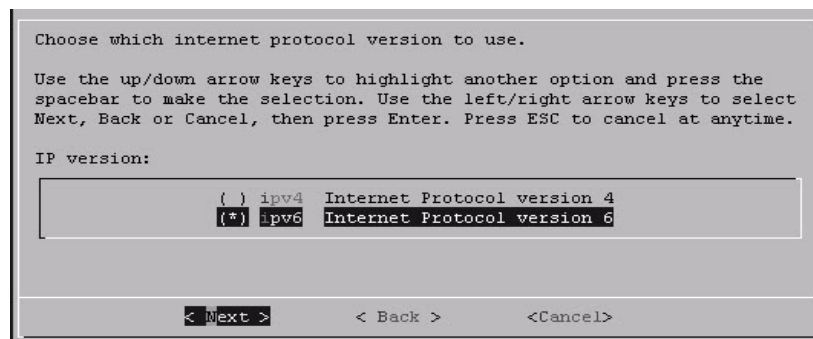 Choose which internet protocol version to use.
Use the up/down arrow keys to highlight another option and press the
spacebar to make the selection. Use the left/right arrow keys to select
Next, Back or Cancel, then press Enter. Press ESC to cancel at anytime.
IP version:
( ) ipv4 Internet Protocol version 4
(*) ipv6 Internet Protocol version 6
< Next > < Back > <Cancel>